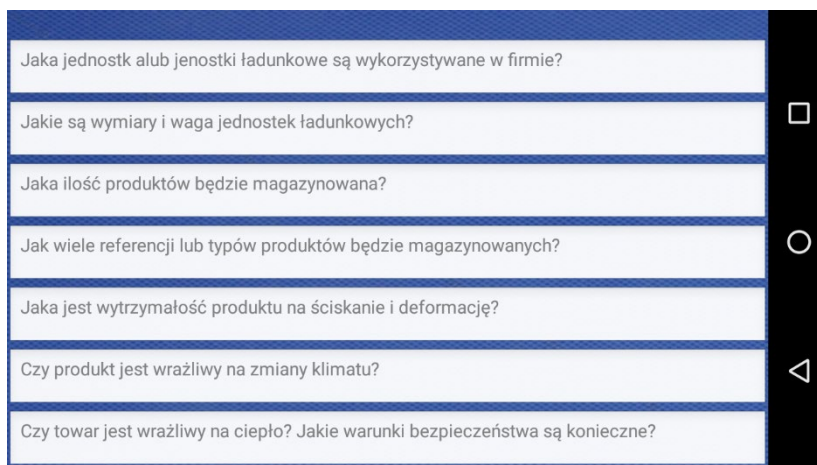 Jaka jednostk alub jenostki ładunkowe są wykorzystywane w firmie?
Jakie są wymiary i waga jednostek ładunkowych?
Jaka ilość produktów będzie magazynowana?
Jak wiele referencji lub typów produktów będzie magazynowanych?
Jaka jest wytrzymałość produktu na ściskanie i deformację?
Czy produkt jest wrażliwy na zmiany klimatu?
Czy towar jest wrażliwy na ciepło? Jakie warunki bezpieczeństwa są konieczne?